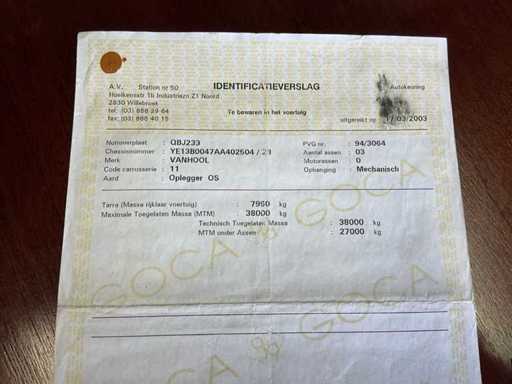 A.V. Station nr 50 IDENTIFICATIEVERSLAG Autokeuring
Hoeikensstr 1b Industriezn Z1 Noord
2830 Willebroek
tel: (03) 886 39 64 Te bewaren in het voertuig
fax: (03) 886 40 15 uitgereikt op : 17/03/2003
Nummerplaat : QBJ233 PVG nr. : 94/3064
Chassisnummer : YE13B0047AA402504 / 21 Aantal assen : 03
Merk : VANHOOL Motorassen : 0
Code carrosserie : 11 Ophanging : Mechanisch
Aard : Oplegger OS
Tarra (Massa rijklaar voertuig) : 7960 kg
Maximale Toegelaten Massa (MTM) : 38000 kg
Technisch Toegelaten Massa : 38000 kg
MTM onder Assen : 27000 kg
GOCA GOCA
GOCA GOCA